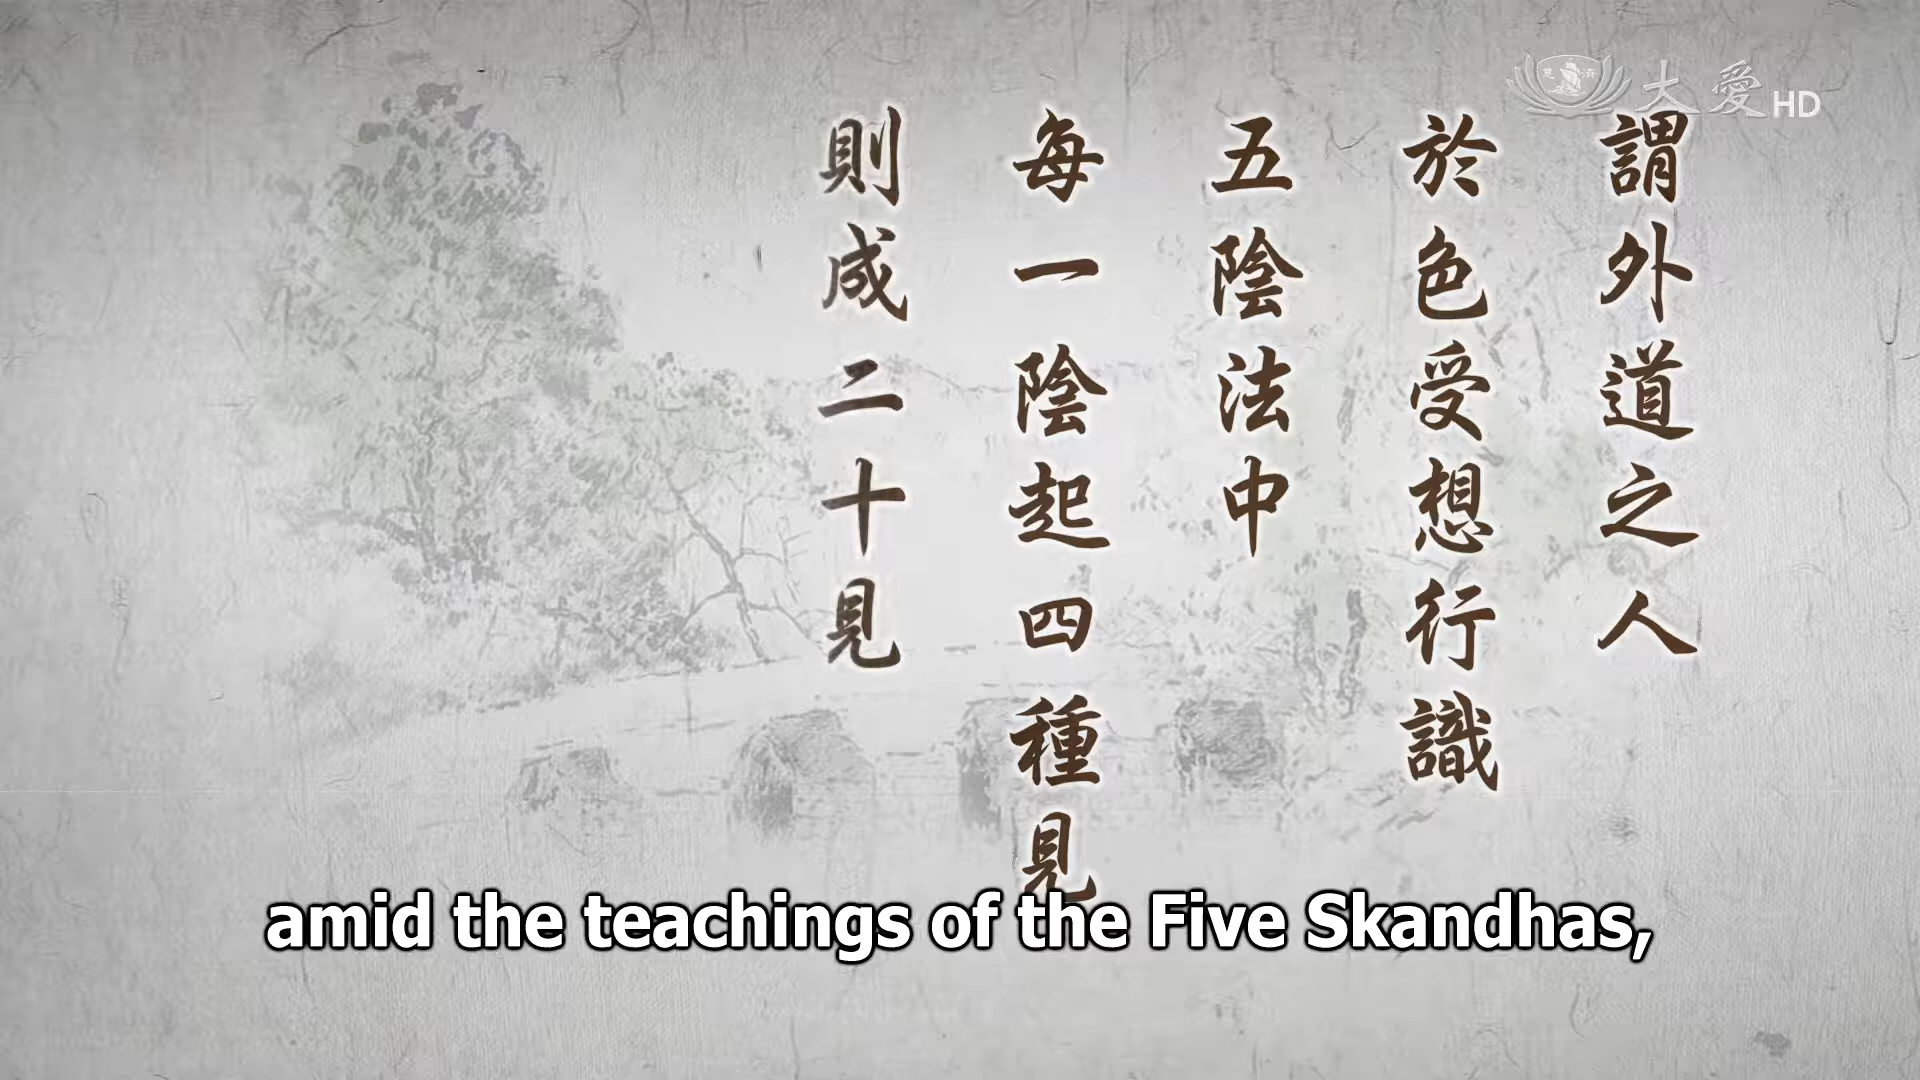 謂外道之人
於色受想行識
五陰法中
每一陰起四種見
則成二十見
慈濟
大愛HD
amid the teachings of the Five Skandhas,